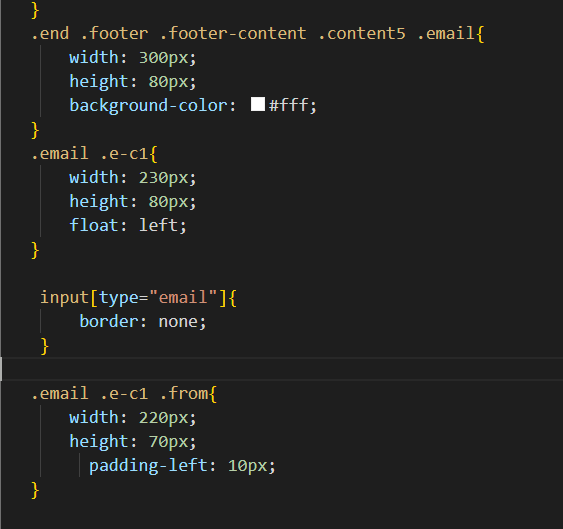 }
.end .footer .footer-content .content5 .email{
width: 300px;
height: 80px;
background-color: #fff;
}
.email .e-c1{
width: 230px;
height: 80px;
float: left;
}
input[type="email"]{
border: none;
}
.email .e-c1 .from{
width: 220px;
height: 70px;
padding-left: 10px;
}